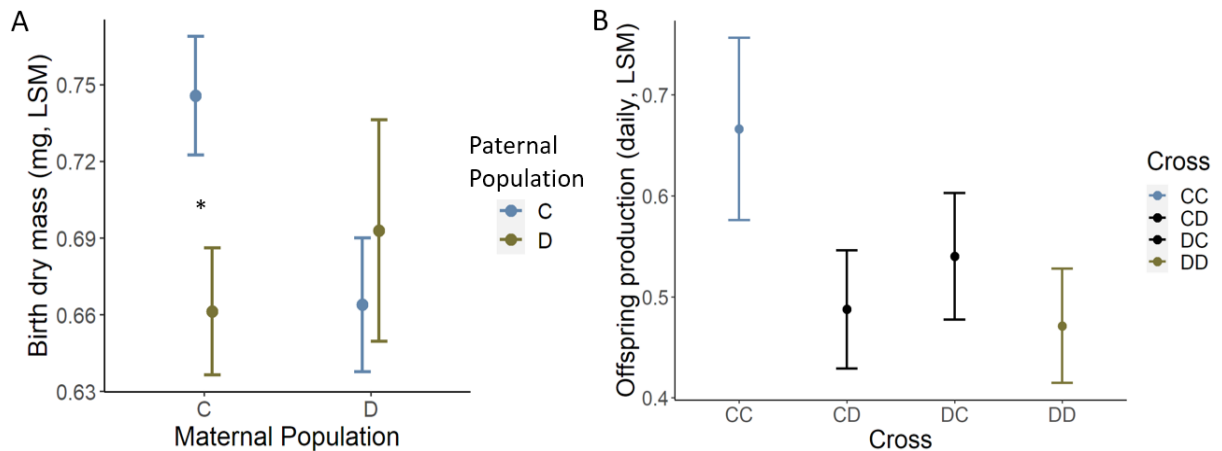 A
Birth dry mass (mg, LSM)
0.75
0.72
0.69
0.66
0.63
*
C
D
Maternal Population
Paternal
Population
C
D
B
Offspring production (daily, LSM)
0.7
0.6
0.5
0.4
CC
CD
DC
DD
Cross
Cross
CC
CD
DC
DD